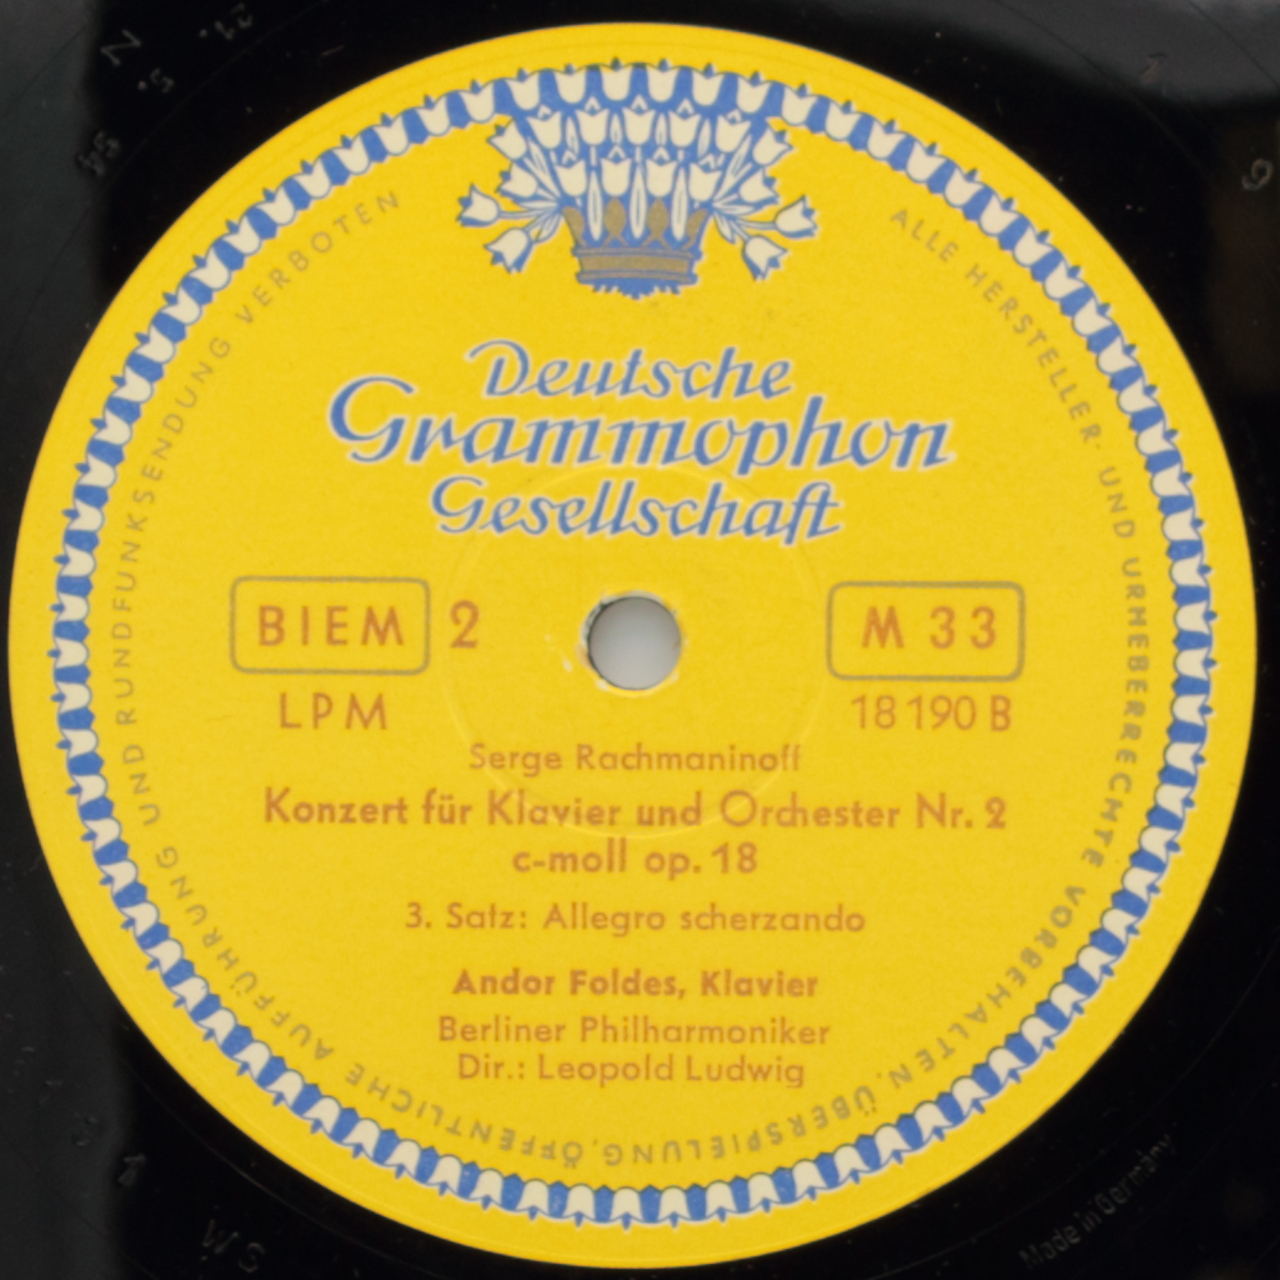 Deutsche
Grammophon
Gesellschaft
BIEM 2
M 33
LPM
18190 B
Serge Rachmaninoff
Konzert für Klavier und Orchester Nr. 2
c-moll op. 18
3. Satz: Allegro scherzando
Andor Foldes, Klavier
Berliner Philharmoniker
Dir.: Leopold Ludwig
ALLE HERSTELLER- UND URHEBERRECHTE VORBEHALTEN. ÜBERSPIELUNG, ÖFFENTLICHE AUFFÜHRUNG UND RUNDFUNKSENDUNG VERBOTEN
Made in Germany